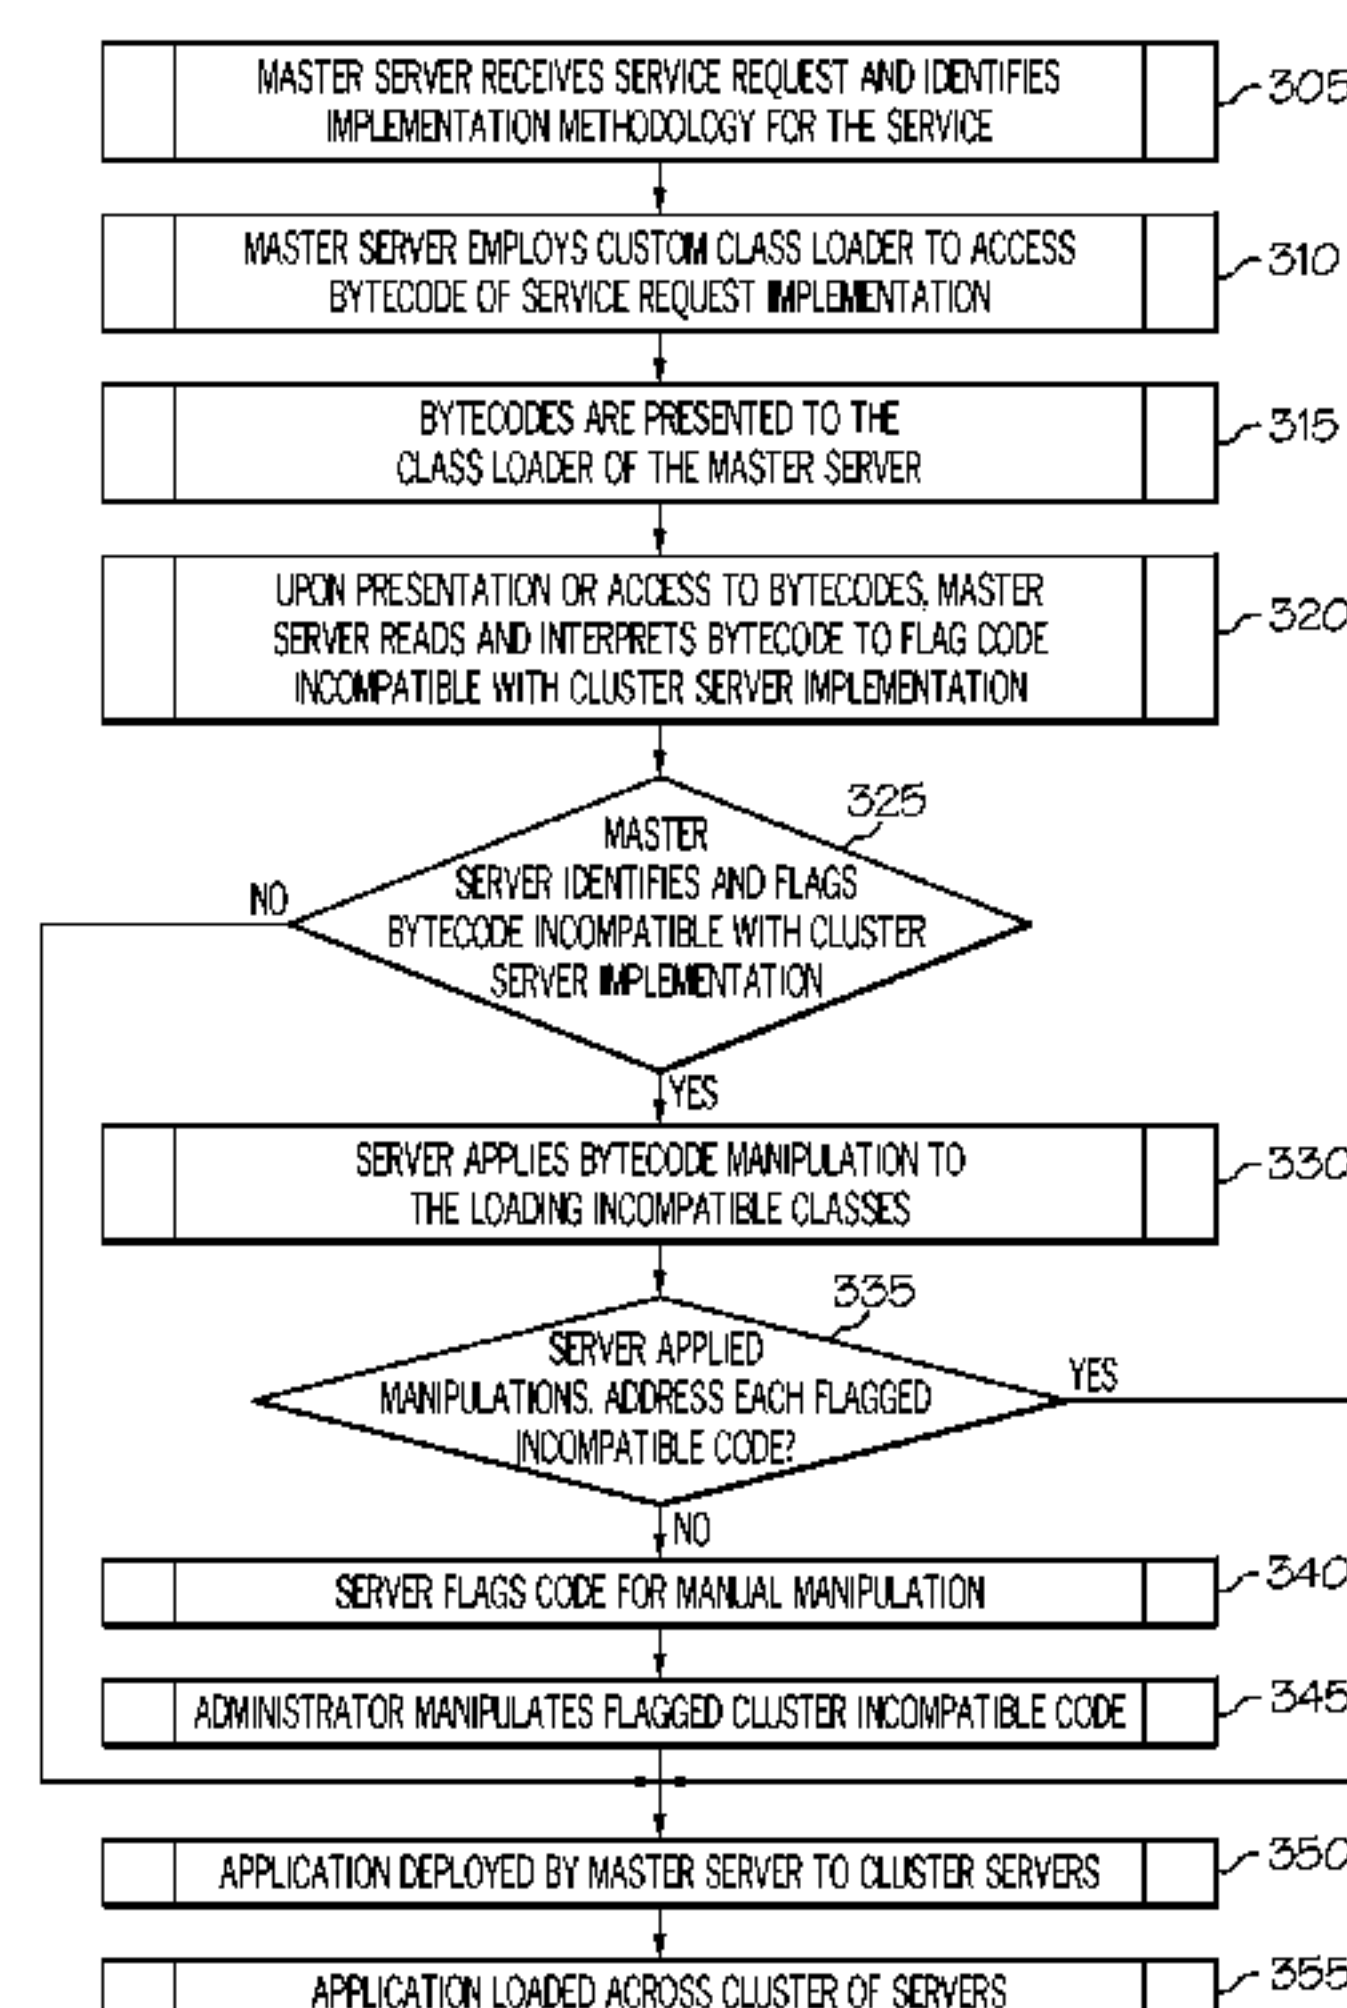 MASTER SERVER RECEIVES SERVICE REQUEST AND IDENTIFIES
IMPLEMENTATION METHODOLOGY FOR THE SERVICE
305
MASTER SERVER EMPLOYS CUSTOM CLASS LOADER TO ACCESS
BYTECODE OF SERVICE REQUEST IMPLEMENTATION
310
BYTECODES ARE PRESENTED TO THE
CLASS LOADER OF THE MASTER SERVER
315
UPON PRESENTATION OR ACCESS TO BYTECODES, MASTER
SERVER READS AND INTERPRETS BYTECODE TO FLAG CODE
INCOMPATIBLE WITH CLUSTER SERVER IMPLEMENTATION
320
325
MASTER
SERVER IDENTIFIES AND FLAGS
BYTECODE INCOMPATIBLE WITH CLUSTER
SERVER IMPLEMENTATION
NO
YES
SERVER APPLIES BYTECODE MANIPULATION TO
THE LOADING INCOMPATIBLE CLASSES
330
335
SERVER APPLIED
MANIPULATIONS. ADDRESS EACH FLAGGED
INCOMPATIBLE CODE?
YES
NO
SERVER FLAGS CODE FOR MANUAL MANIPULATION
340
ADMINISTRATOR MANIPULATES FLAGGED CLUSTER INCOMPATIBLE CODE
345
APPLICATION DEPLOYED BY MASTER SERVER TO CLUSTER SERVERS
350
APPLICATION LOADED ACROSS CLUSTER OF SERVERS
355